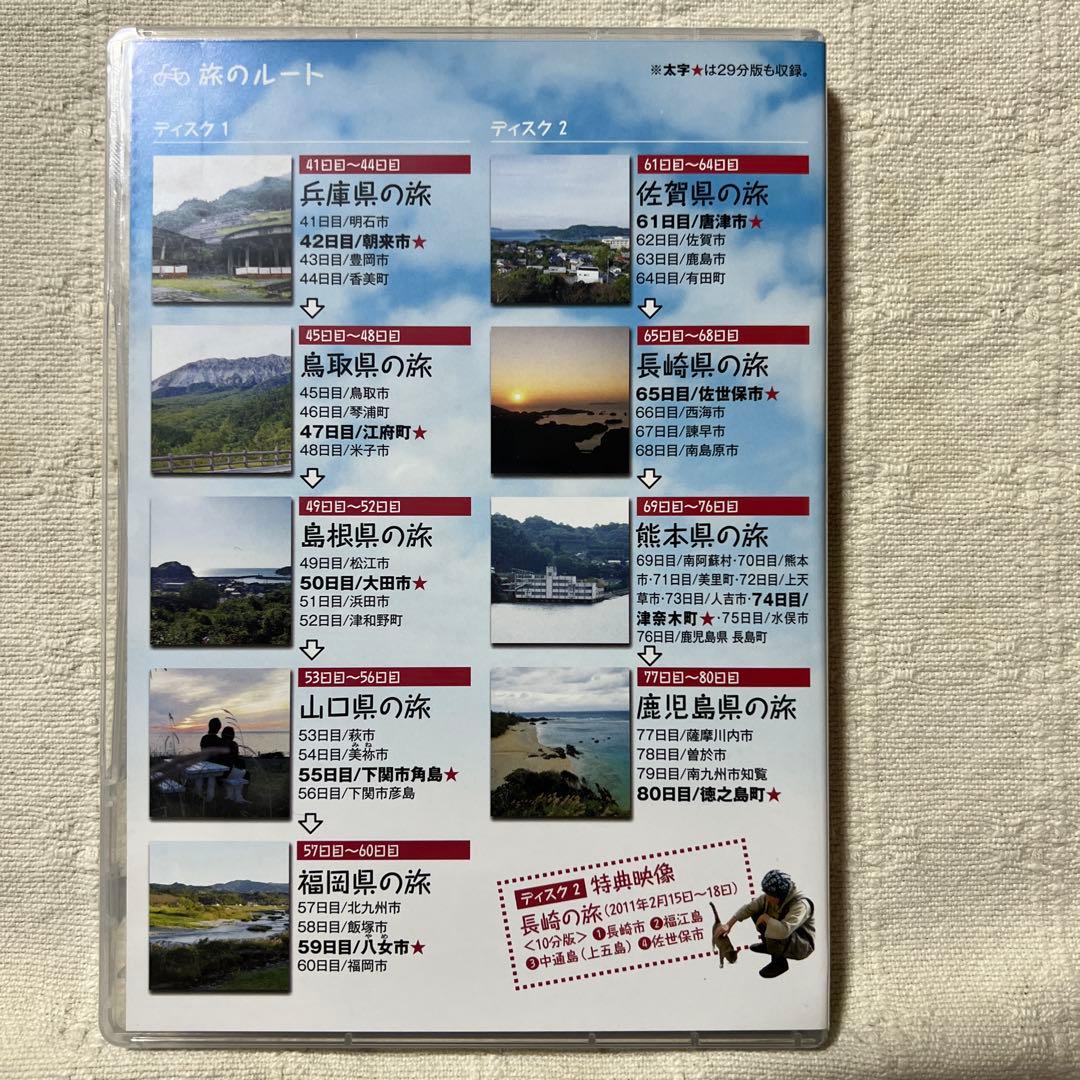 旅のルート
※太字★は29分版も収録。
ディスク1
41日目〜44日目
兵庫県の旅
41日目/明石市
42日目/朝来市★
43日目/豊岡市
44日目/香美町
45日目〜48日目
鳥取県の旅
45日目/鳥取市
46日目/琴浦町
47日目/江府町★
48日目/米子市
49日目〜52日目
島根県の旅
49日目/松江市
50日目/大田市★
51日目/浜田市
52日目/津和野町
53日目〜56日目
山口県の旅
53日目/萩市
みね
54日目/美祢市
55日目/下関市角島★
56日目/下関市彦島
57日目〜60日目
福岡県の旅
57日目/北九州市
58日目/飯塚市
やめ
59日目/八女市★
60日目/福岡市
ディスク2
61日目〜64日目
佐賀県の旅
61日目/唐津市★
62日目/佐賀市
63日目/鹿島市
64日目/有田町
65日目〜68日目
長崎県の旅
65日目/佐世保市★
66日目/西海市
67日目/諫早市
68日目/南島原市
69日目〜76日目
熊本県の旅
69日目/南阿蘇村・70日目/熊本
市・71日目/美里町・72日目/上天
草市・73日目/人吉市・74日目/
津奈木町★・75日目/水俣市
76日目/鹿児島県 長島町
77日目〜80日目
鹿児島県の旅
77日目/薩摩川内市
78日目/曽於市
79日目/南九州市知覧
80日目/徳之島町★
ディスク2 特典映像
長崎の旅(2011年2月15日〜18日)
<10分版> ❶長崎市 ❷福江島
❸中通島(上五島) ❹佐世保市